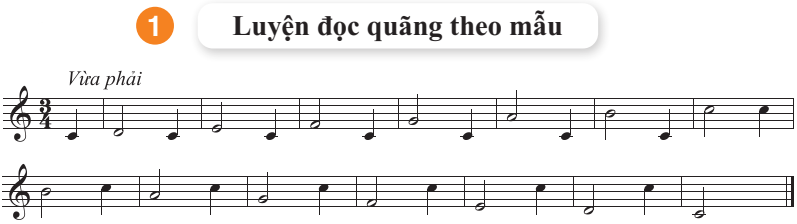 1 Luyện đọc quãng theo mẫu
Vừa phải
3
4